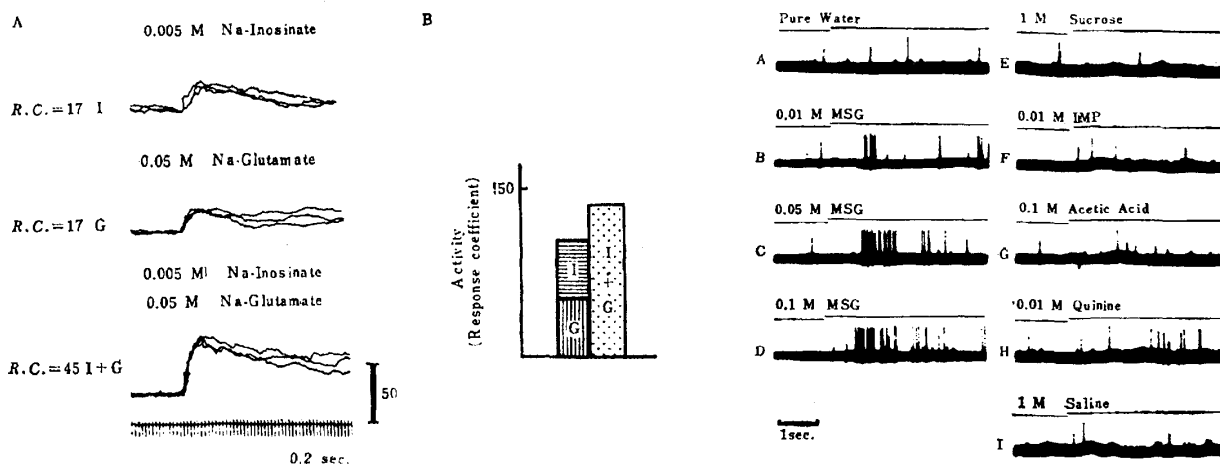 A
0.005 M Na-Inosinate
R.C.=17 I
0.05 M Na-Glutamate
R.C.=17 G
0.005 M Na-Inosinate
0.05 M Na-Glutamate
R.C.=45 I+G
50
0.2 sec.
B
Activity
(Response coefficient)
I
G
I
+
G
Pure Water
A
0.01 M MSG
B
0.05 M MSG
C
0.1 M MSG
D
1sec.
1 M Sucrose
E
0.01 M IMP
F
0.1 M Acetic Acid
G
0.01 M Quinine
H
1 M Saline
I